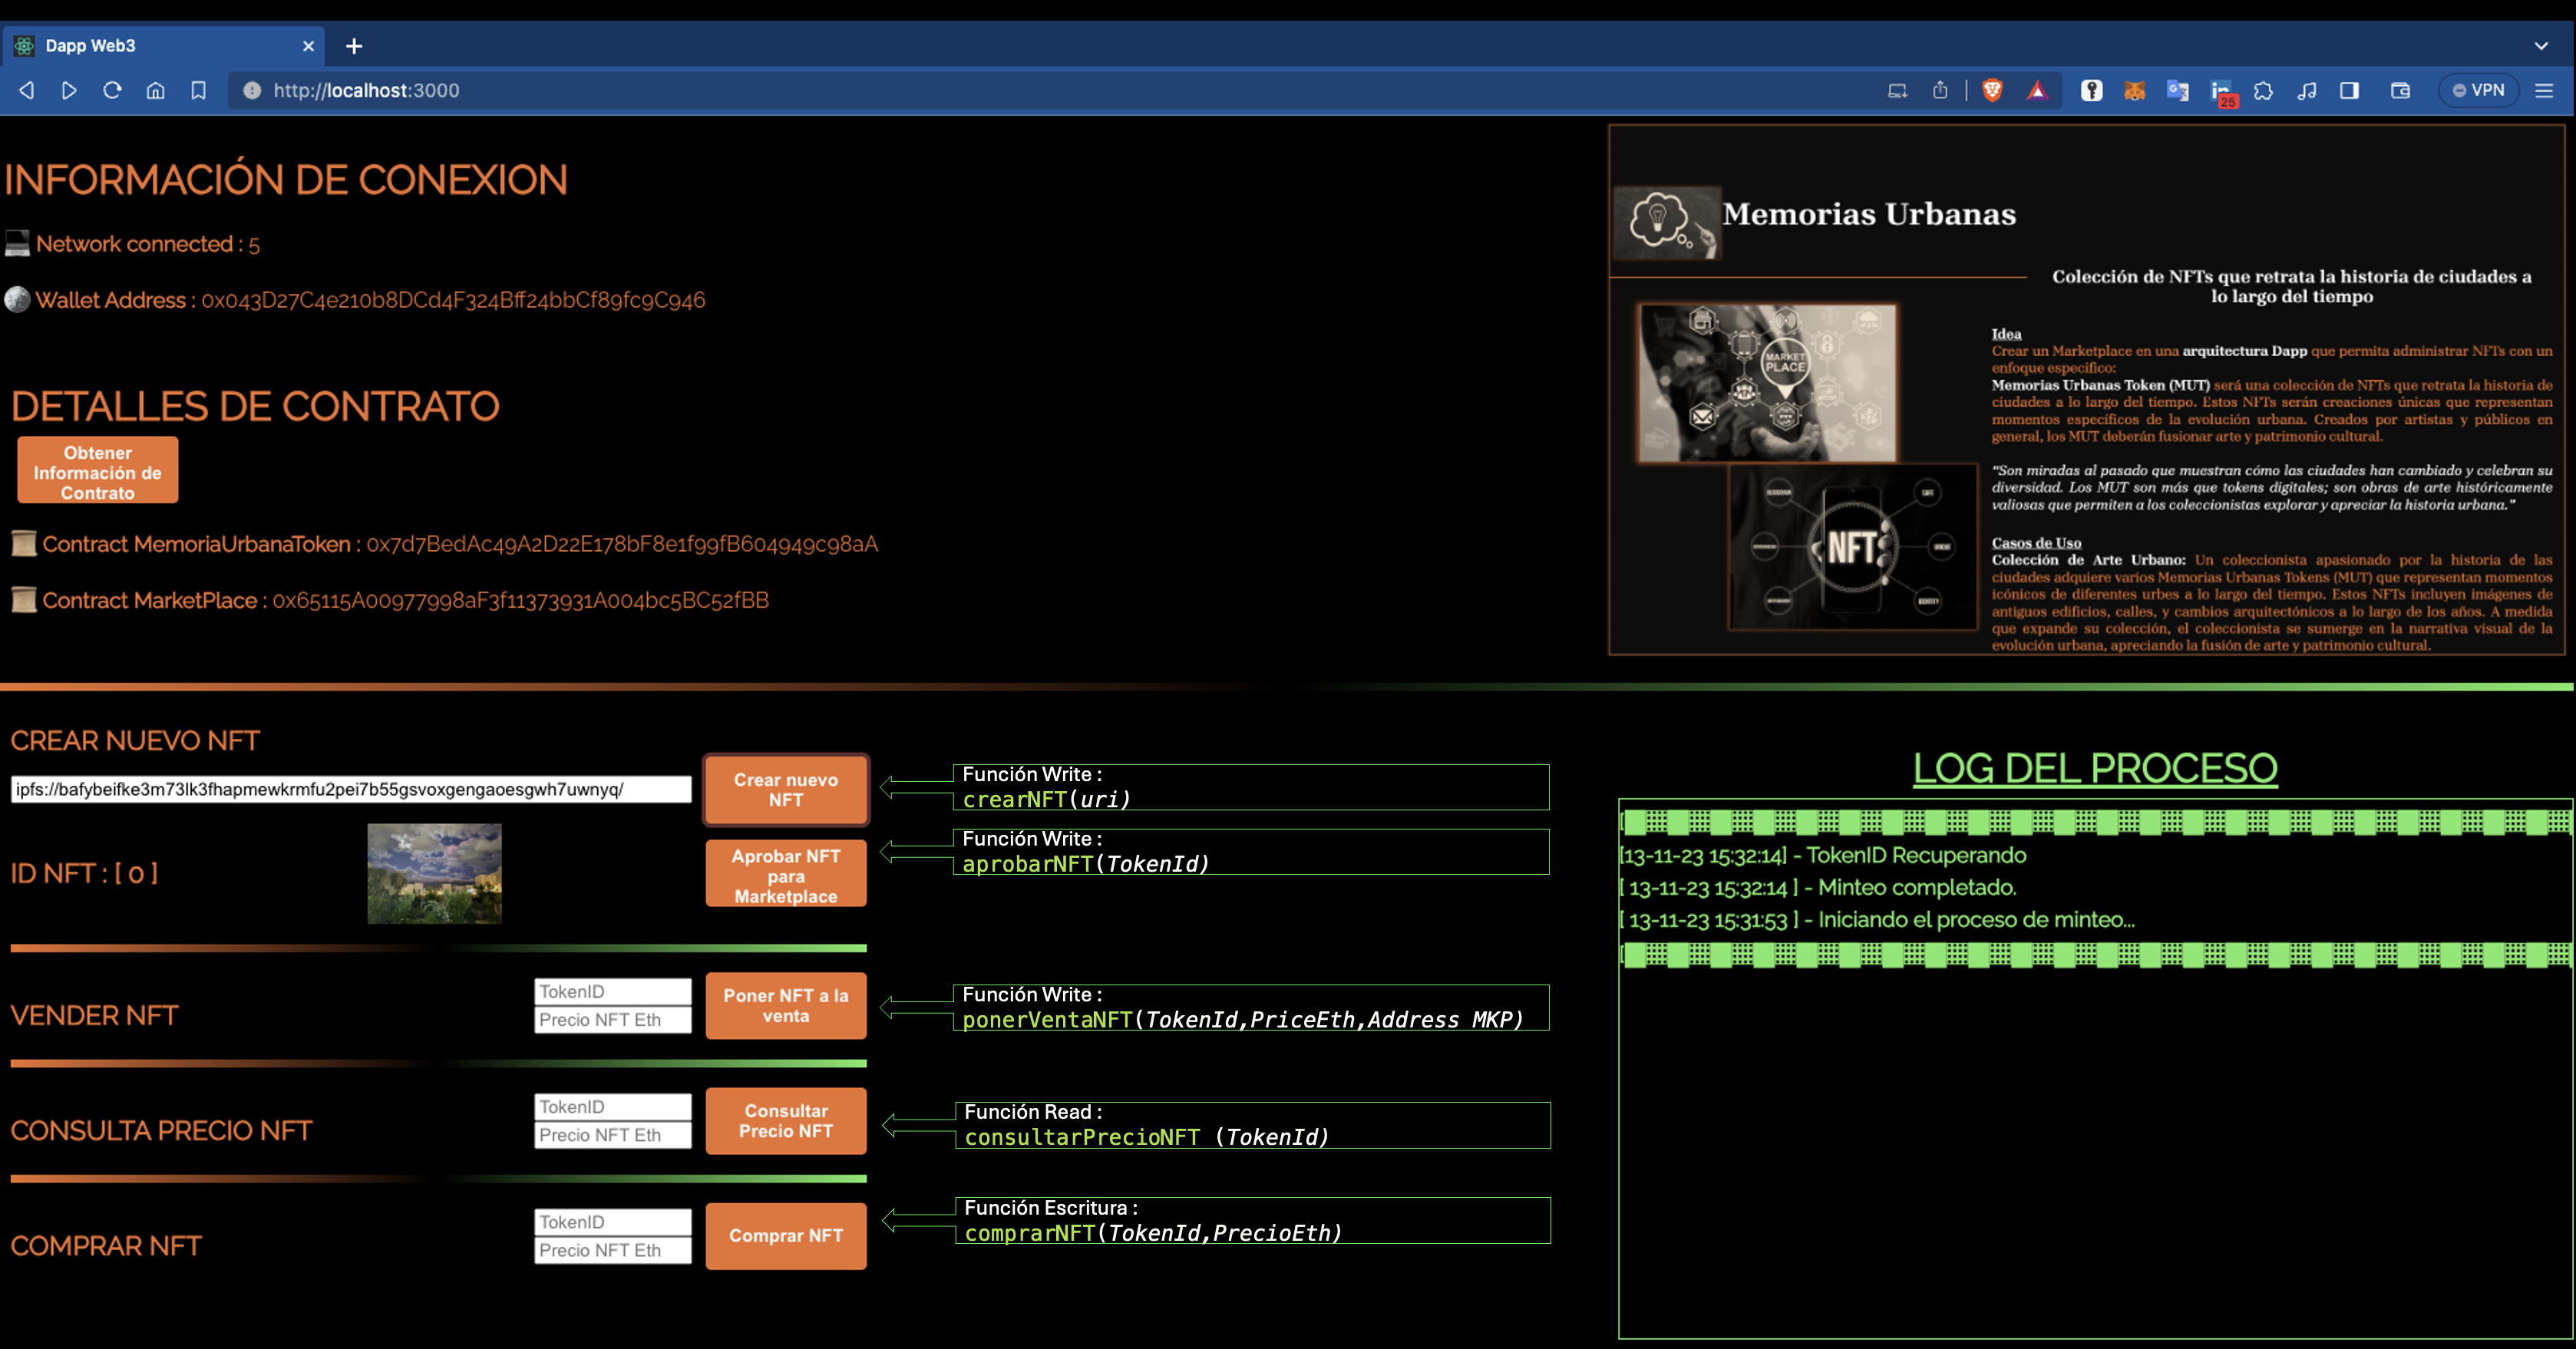 Dapp Web3
http://localhost:3000
25
VPN
INFORMACIÓN DE CONEXION
Network connected : 5
Wallet Address : 0x043D27C4e210b8DCd4F324Bff24bbCf89fc9C946
DETALLES DE CONTRATO
Obtener
Información de
Contrato
Contract MemoriaUrbanaToken : 0x7d7BedAc49A2D22E178bF8e1f99fB604949c98aA
Contract MarketPlace : 0x65115A00977998aF3f11373931A004bc5BC52fBB
Memorias Urbanas
Colección de NFTs que retrata la historia de ciudades a
lo largo del tiempo
MARKET
PLACE
NFT
IDENTITY
Idea
Crear un Marketplace en una arquitectura Dapp que permita administrar NFTs con un
enfoque especifico:
Memorias Urbanas Token (MUT) será una colección de NFTs que retrata la historia de
ciudades a lo largo del tiempo. Estos NFTs serán creaciones únicas que representan
momentos específicos de la evolución urbana. Creados por artistas y públicos en
general, los MUT deberán fusionar arte y patrimonio cultural.
“Son miradas al pasado que muestran cómo las ciudades han cambiado y celebran su
diversidad. Los MUT son más que tokens digitales; son obras de arte históricamente
valiosas que permiten a los coleccionistas explorar y apreciar la historia urbana.”
Casos de Uso
Colección de Arte Urbano: Un coleccionista apasionado por la historia de las
ciudades adquiere varios Memorias Urbanas Tokens (MUT) que representan momentos
icónicos de diferentes urbes a lo largo del tiempo. Estos NFTs incluyen imágenes de
antiguos edificios, calles, y cambios arquitectónicos a lo largo de los años. A medida
que expande su colección, el coleccionista se sumerge en la narrativa visual de la
evolución urbana, apreciando la fusión de arte y patrimonio cultural.
CREAR NUEVO NFT
ipfs://bafybeifke3m73lk3fhapmewkrmfu2pei7b55gsvoxgengaoesgwh7uwnyq/
Crear nuevo
NFT
Función Write :
crearNFT(uri)
ID NFT : [ 0 ]
Aprobar NFT
para
Marketplace
Función Write :
aprobarNFT(TokenId)
VENDER NFT
TokenID
Precio NFT Eth
Poner NFT a la
venta
Función Write :
ponerVentaNFT(TokenId,PriceEth,Address MKP)
CONSULTA PRECIO NFT
TokenID
Precio NFT Eth
Consultar
Precio NFT
Función Read :
consultarPrecioNFT (TokenId)
COMPRAR NFT
TokenID
Precio NFT Eth
Comprar NFT
Función Escritura :
comprarNFT(TokenId,PrecioEth)
LOG DEL PROCESO
[13-11-23 15:32:14] - TokenID Recuperando
[ 13-11-23 15:32:14 ] - Minteo completado.
[ 13-11-23 15:31:53 ] - Iniciando el proceso de minteo...